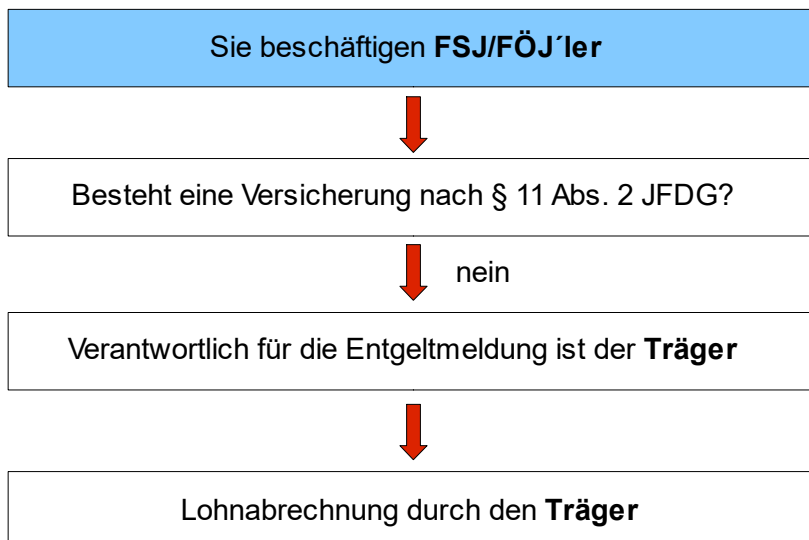 Sie beschäftigen FSJ/FÖJ´ler
Besteht eine Versicherung nach § 11 Abs. 2 JFDG?
nein
Verantwortlich für die Entgeltmeldung ist der Träger
Lohnabrechnung durch den Träger